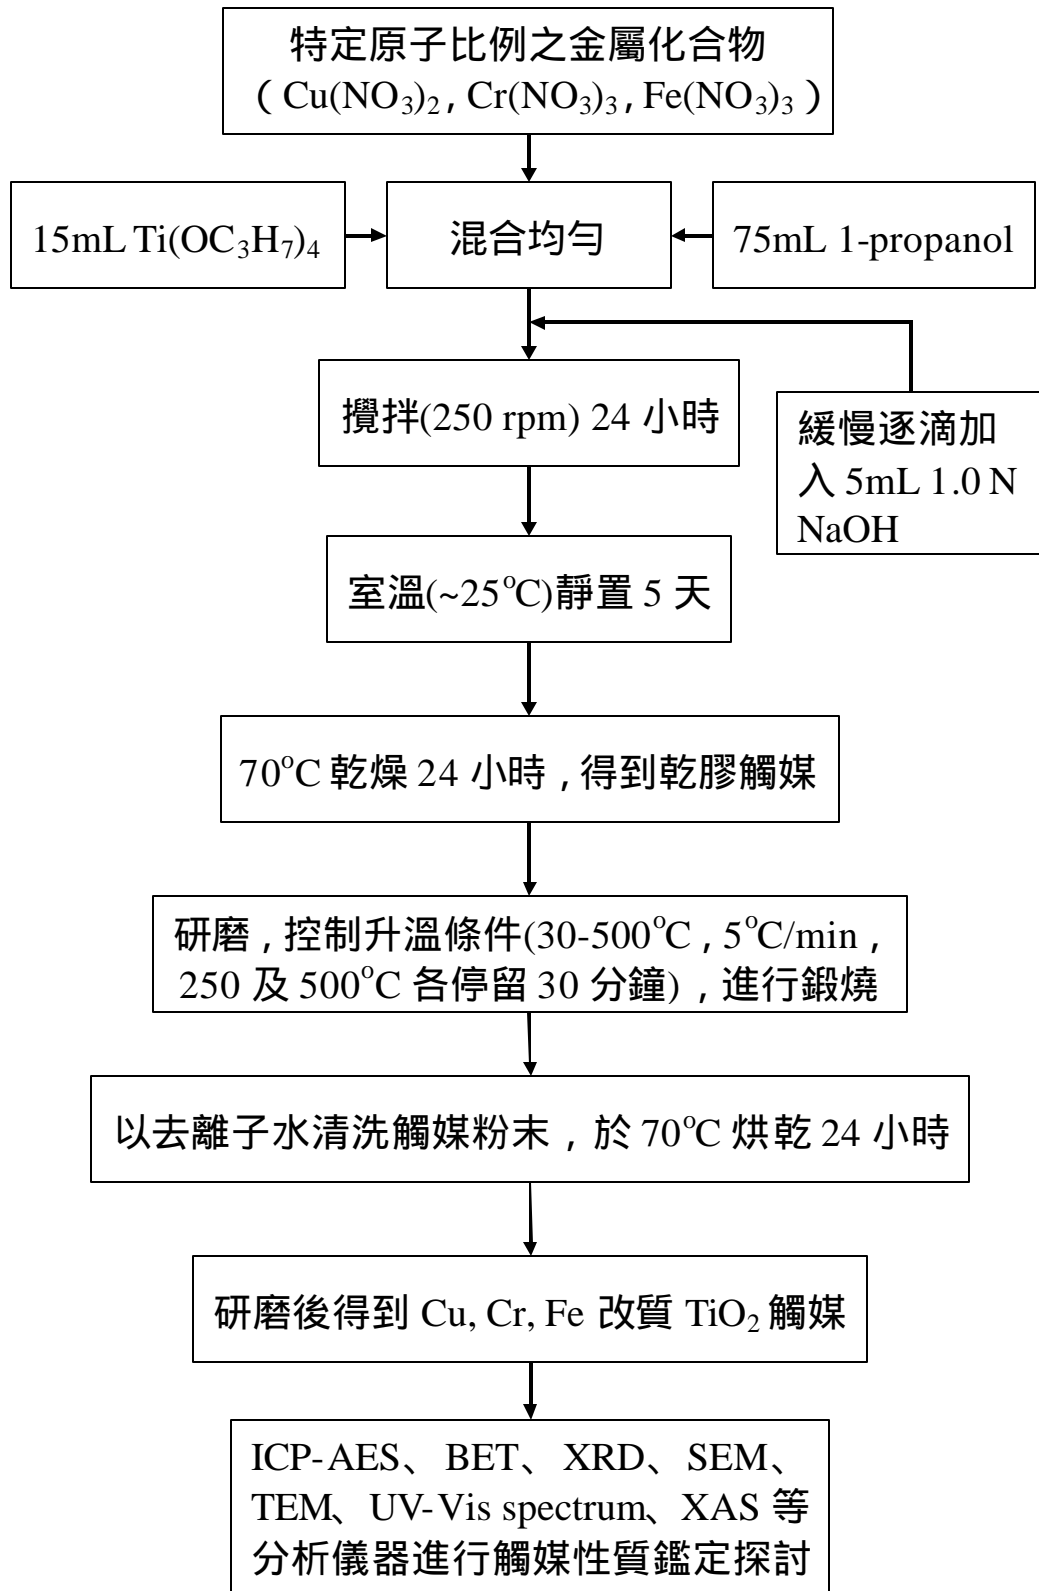 特定原子比例之金屬化合物
（Cu(NO₃)₂, Cr(NO₃)₃, Fe(NO₃)₃）
15mL Ti(OC₃H₇)₄
混合均勻
75mL 1-propanol
攪拌(250 rpm) 24 小時
緩慢逐滴加
入 5mL 1.0 N
NaOH
室溫(~25°C)靜置 5 天
70°C 乾燥 24 小時，得到乾膠觸媒
研磨，控制升溫條件(30-500°C，5°C/min，
250 及 500°C 各停留 30 分鐘)，進行鍛燒
以去離子水清洗觸媒粉末，於 70°C 烘乾 24 小時
研磨後得到 Cu, Cr, Fe 改質 TiO₂ 觸媒
ICP-AES、BET、XRD、SEM、
TEM、UV-Vis spectrum、XAS 等
分析儀器進行觸媒性質鑑定探討